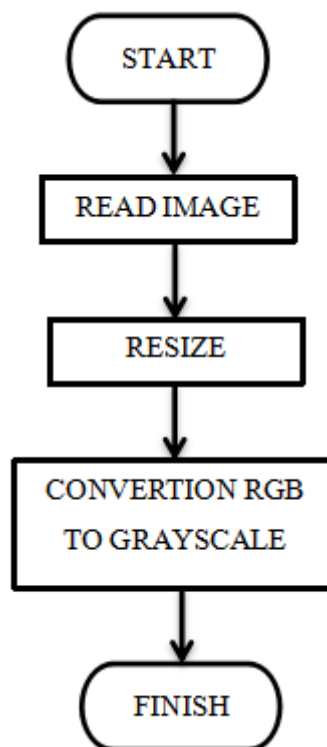 START
READ IMAGE
RESIZE
CONVERTION RGB
TO GRAYSCALE
FINISH